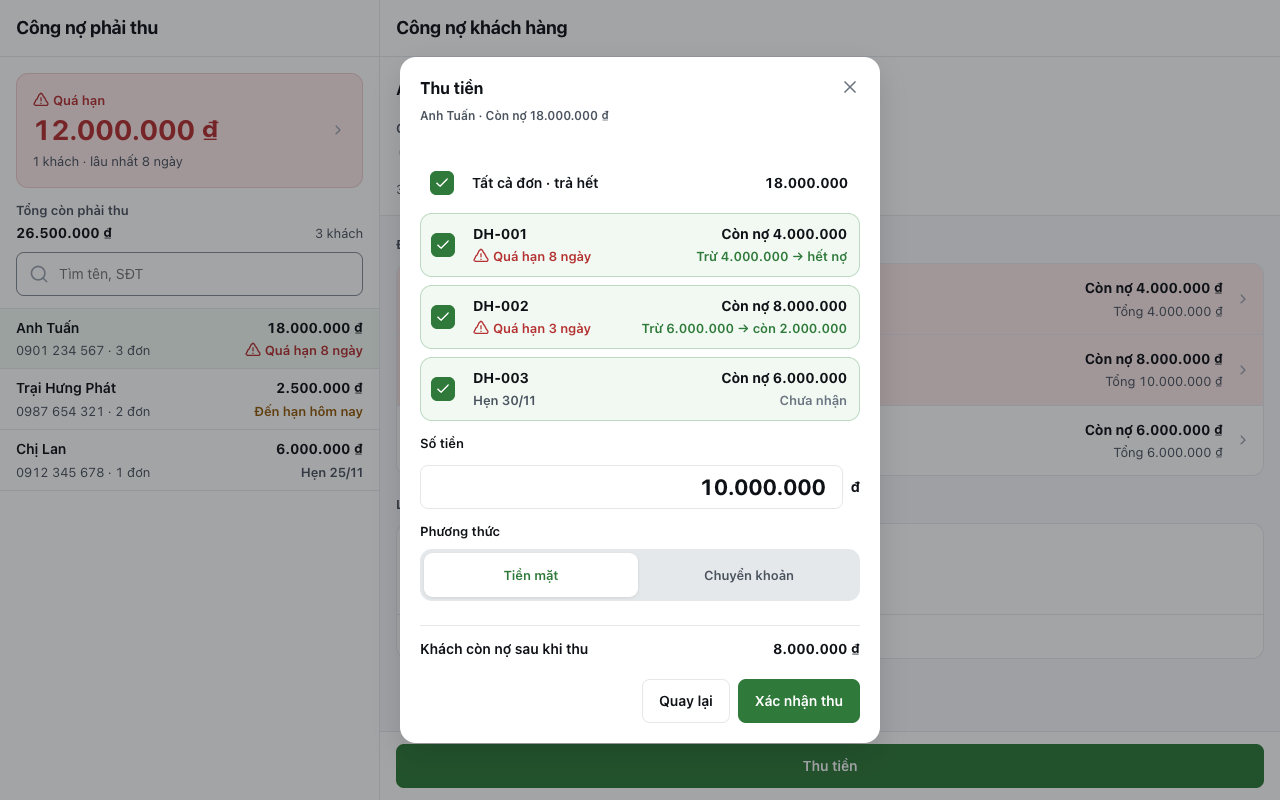 Công nợ phải thu
Quá hạn
12.000.000 ₫
1 khách · lâu nhất 8 ngày
Tổng còn phải thu
26.500.000 ₫
3 khách
Tìm tên, SĐT
Anh Tuấn
18.000.000 ₫
0901 234 567 · 3 đơn
Quá hạn 8 ngày
Trại Hưng Phát
2.500.000 ₫
0987 654 321 · 2 đơn
Đến hạn hôm nay
Chị Lan
6.000.000 ₫
0912 345 678 · 1 đơn
Hẹn 25/11
Công nợ khách hàng
Thu tiền
Anh Tuấn · Còn nợ 18.000.000 ₫
Tất cả đơn · trả hết
18.000.000
DH-001
Còn nợ 4.000.000
Quá hạn 8 ngày
Trừ 4.000.000 → hết nợ
DH-002
Còn nợ 8.000.000
Quá hạn 3 ngày
Trừ 6.000.000 → còn 2.000.000
DH-003
Còn nợ 6.000.000
Hẹn 30/11
Chưa nhận
Số tiền
10.000.000
đ
Phương thức
Tiền mặt
Chuyển khoản
Khách còn nợ sau khi thu
8.000.000 ₫
Quay lại
Xác nhận thu
Còn nợ 4.000.000 ₫
Tổng 4.000.000 ₫
Còn nợ 8.000.000 ₫
Tổng 10.000.000 ₫
Còn nợ 6.000.000 ₫
Tổng 6.000.000 ₫
Thu tiền